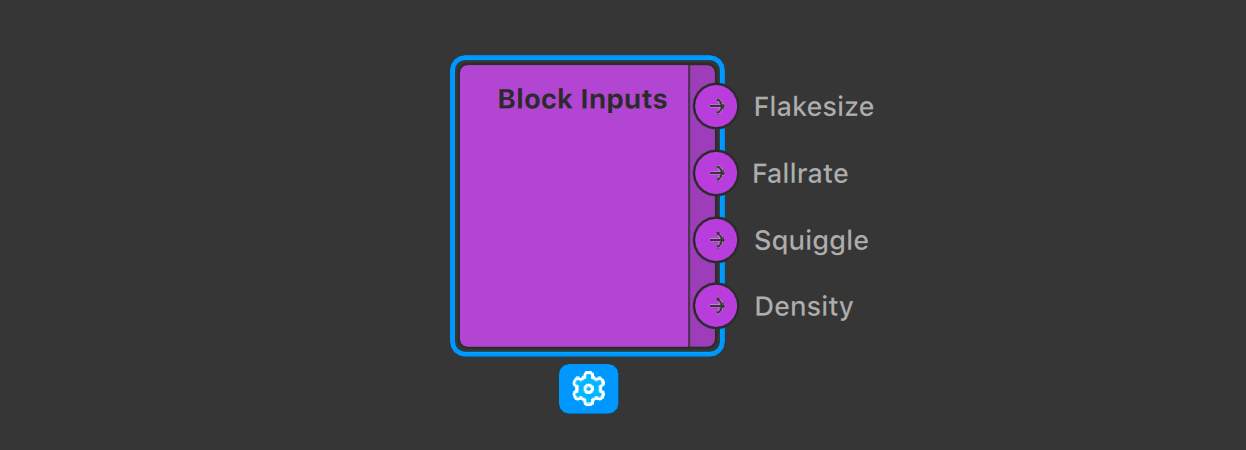 Block Inputs
Flakesize
Fallrate
Squiggle
Density